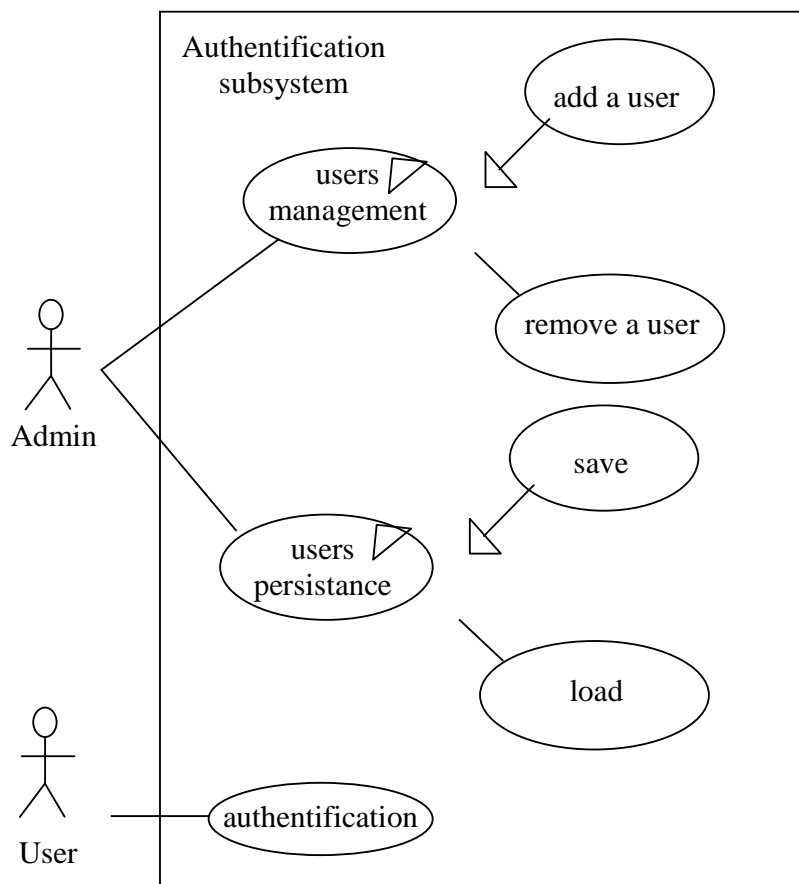 Authentification
subsystem
add a user
users
management
remove a user
Admin
save
users
persistance
load
authentification
User